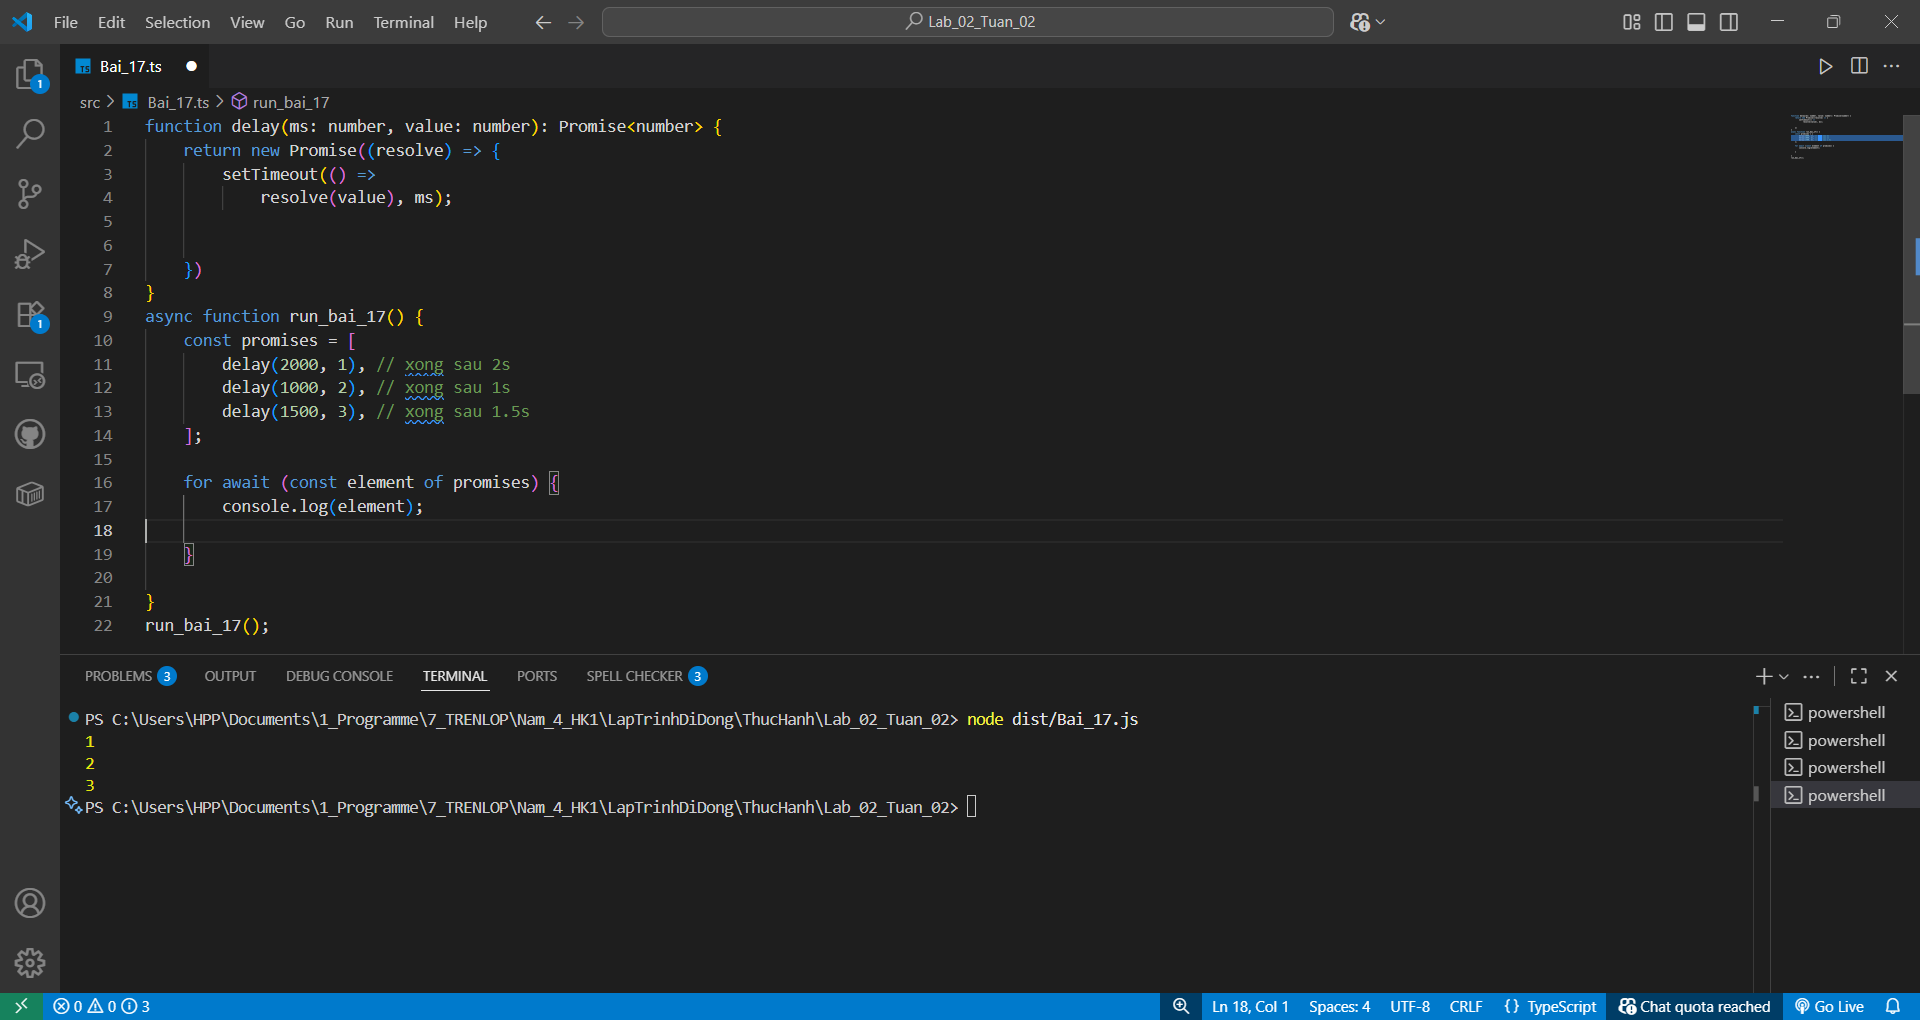 File Edit Selection View Go Run Terminal Help
Lab_02_Tuan_02
TS Bai_17.ts
src > TS Bai_17.ts > run_bai_17
1 function delay(ms: number, value: number): Promise<number> {
2 return new Promise((resolve) => {
3 setTimeout(() =>
4 resolve(value), ms);
5
6
7 })
8 }
9 async function run_bai_17() {
10 const promises = [
11 delay(2000, 1), // xong sau 2s
12 delay(1000, 2), // xong sau 1s
13 delay(1500, 3), // xong sau 1.5s
14 ];
15
16 for await (const element of promises) {
17 console.log(element);
18
19 }
20
21 }
22 run_bai_17();
1
1
PROBLEMS 3 OUTPUT DEBUG CONSOLE TERMINAL PORTS SPELL CHECKER 3
PS C:\Users\HPP\Documents\1_Programme\7_TRENLOP\Nam_4_HK1\LapTrinhDiDong\ThucHanh\Lab_02_Tuan_02> node dist/Bai_17.js
1
2
3
PS C:\Users\HPP\Documents\1_Programme\7_TRENLOP\Nam_4_HK1\LapTrinhDiDong\ThucHanh\Lab_02_Tuan_02>
powershell
powershell
powershell
powershell
0 0 3 Ln 18, Col 1 Spaces: 4 UTF-8 CRLF {} TypeScript Chat quota reached Go Live